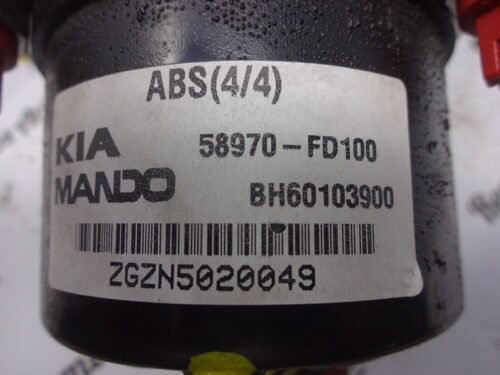 ABS(4/4)
KIA 58970-FD100
MANDO BH60103900
ZGZN5020049